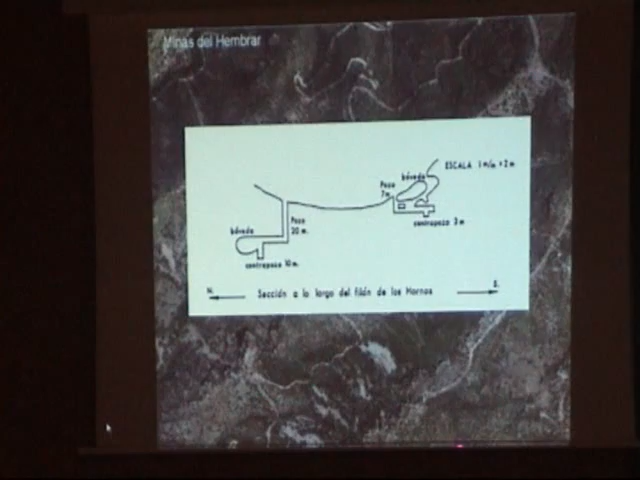 Minas del Hembrar
ESCALA 1 m/m = 2 m
bóveda
Pozo
7m.
bóveda
Pozo
20 m.
contrapozo 3 m
contrapozo 10 m.
N.
S.
Sección a lo largo del filón de los Hornos